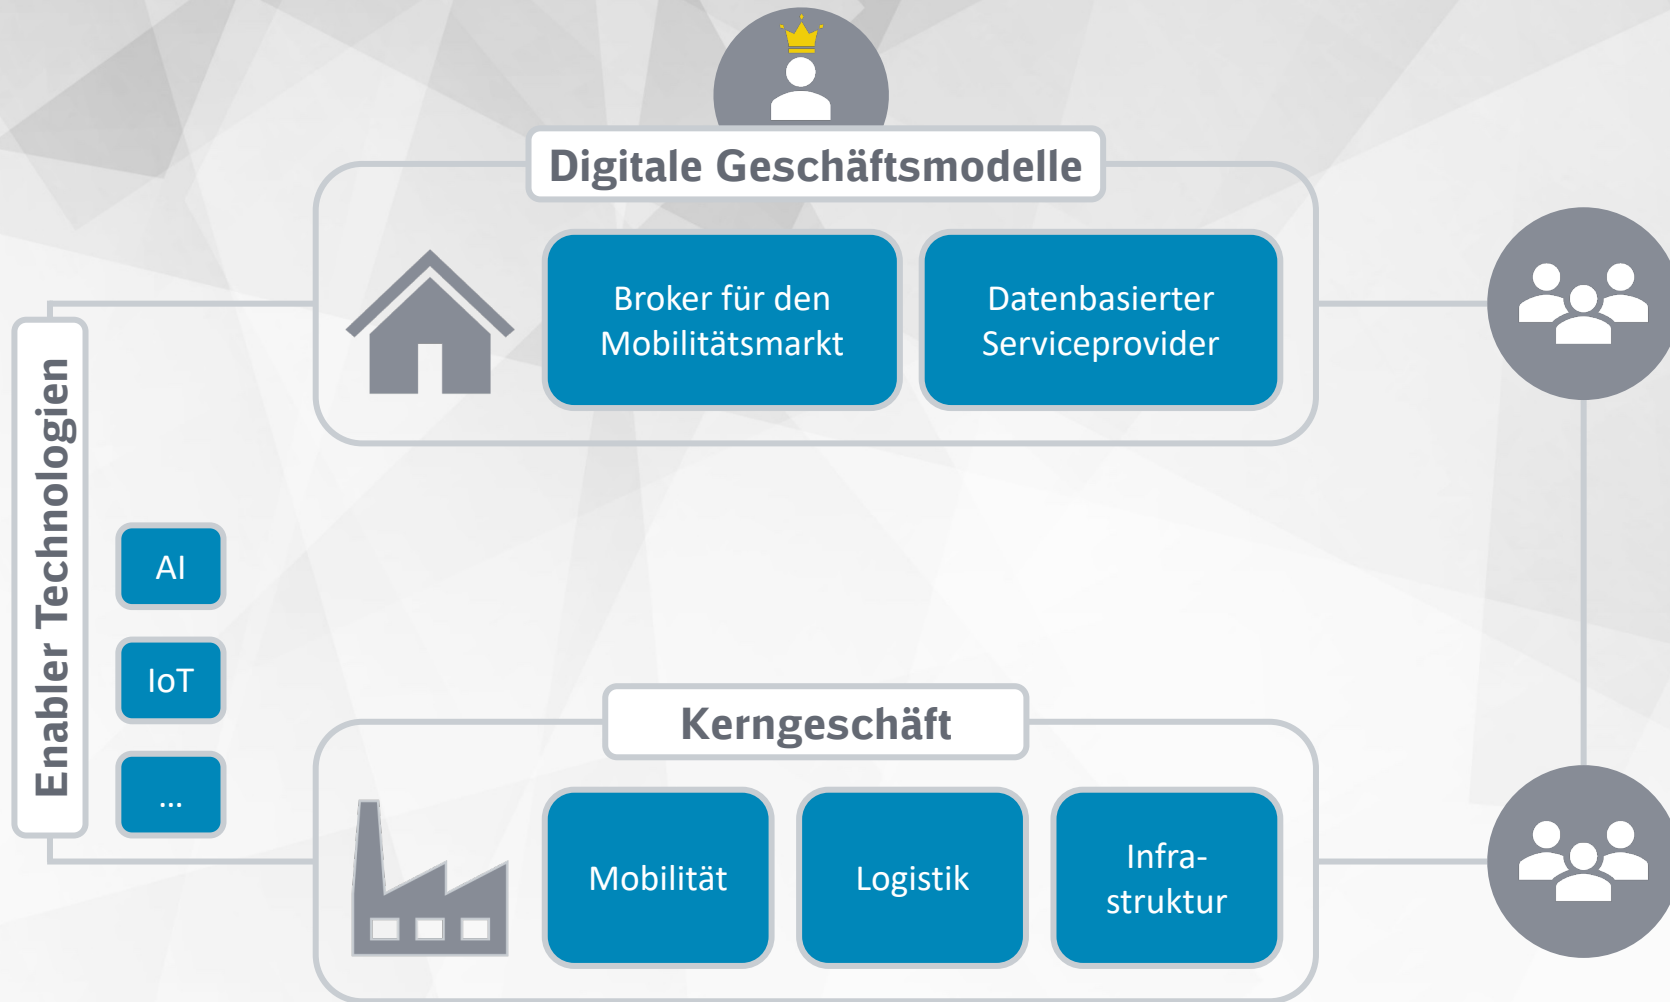 Digitale Geschäftsmodelle
Broker für den
Mobilitätsmarkt
Datenbasierter
Serviceprovider
Enabler Technologien
AI
IoT
...
Kerngeschäft
Mobilität
Logistik
Infra-
struktur